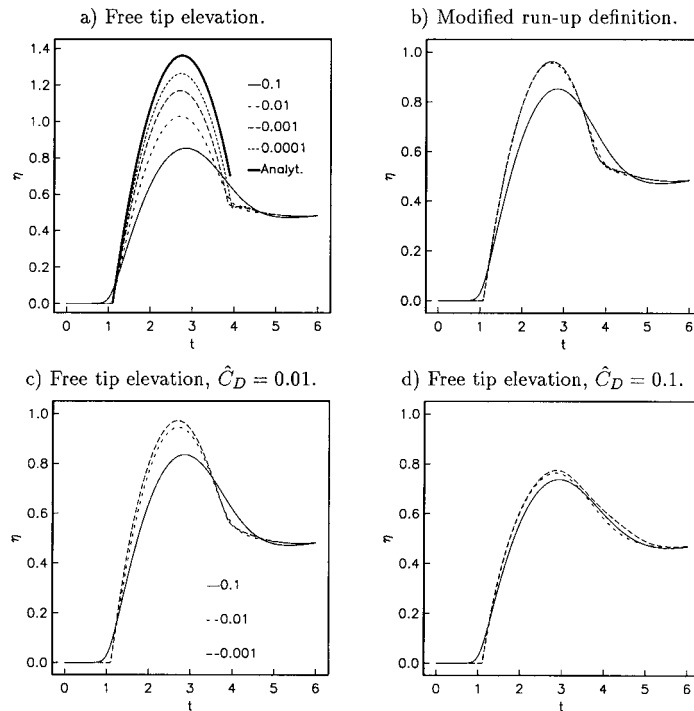 a) Free tip elevation.
1.4
1.2
1.0
0.8
0.6
0.4
0.2
0.0
η
0 1 2 3 4 5 6
t
—0.1
--0.01
--0.001
---0.0001
—Analyt.
b) Modified run-up definition.
1.0
0.8
0.6
0.4
0.2
0.0
η
0 1 2 3 4 5 6
t
c) Free tip elevation, Ĉ_D = 0.01.
1.0
0.8
0.6
0.4
0.2
0.0
η
0 1 2 3 4 5 6
t
—0.1
--0.01
--0.001
d) Free tip elevation, Ĉ_D = 0.1.
1.0
0.8
0.6
0.4
0.2
0.0
η
0 1 2 3 4 5 6
t